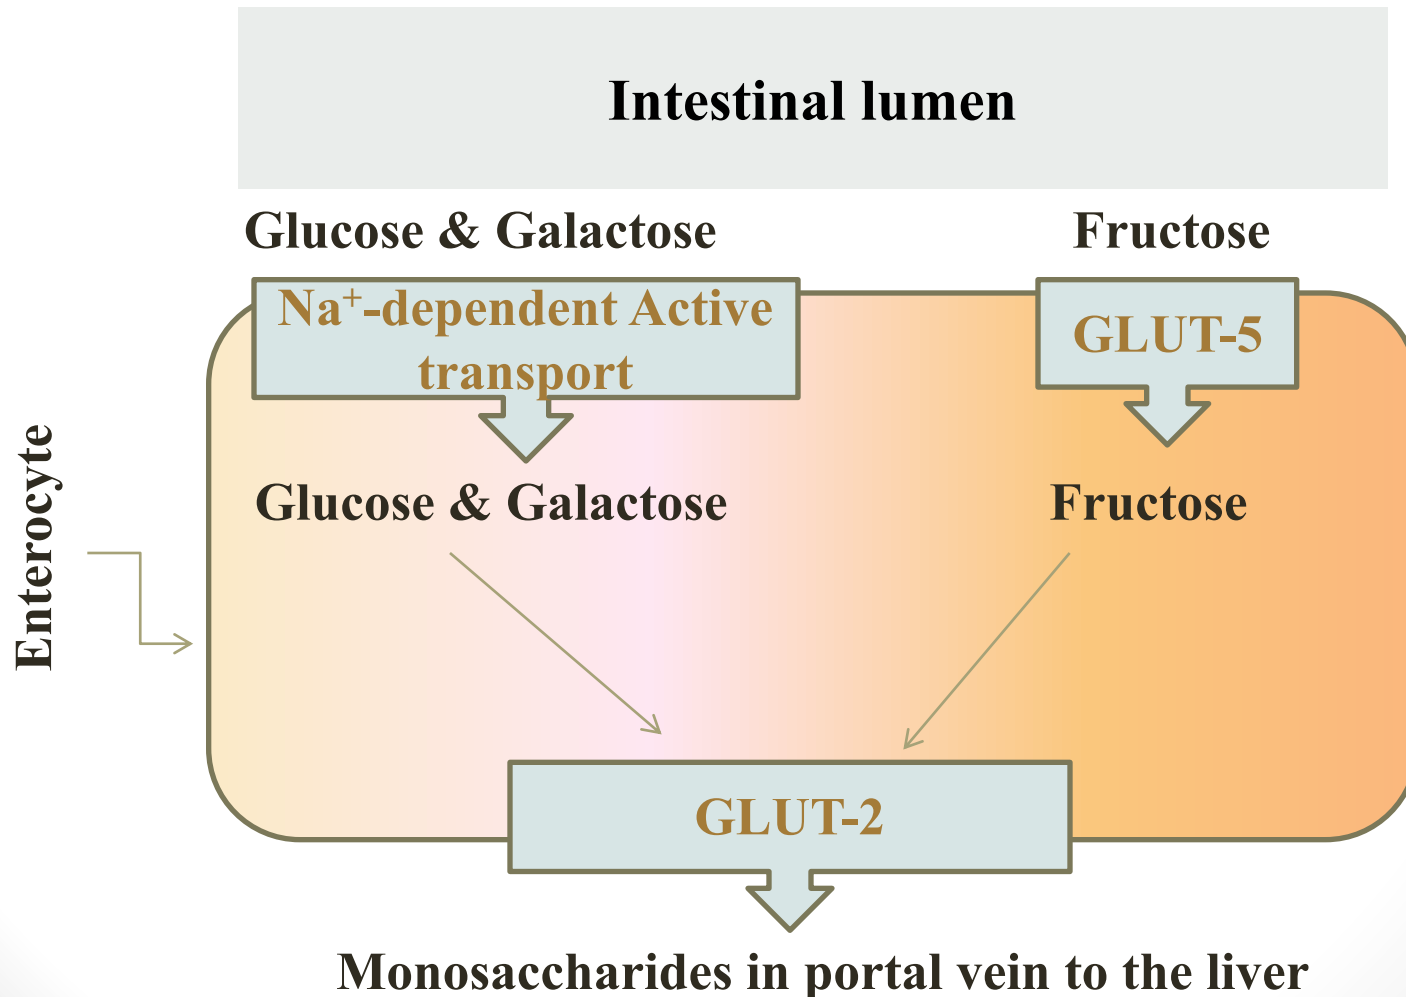 Intestinal lumen
Glucose & Galactose
Fructose
Na⁺-dependent Active
transport
GLUT-5
Glucose & Galactose
Fructose
Enterocyte
GLUT-2
Monosaccharides in portal vein to the liver